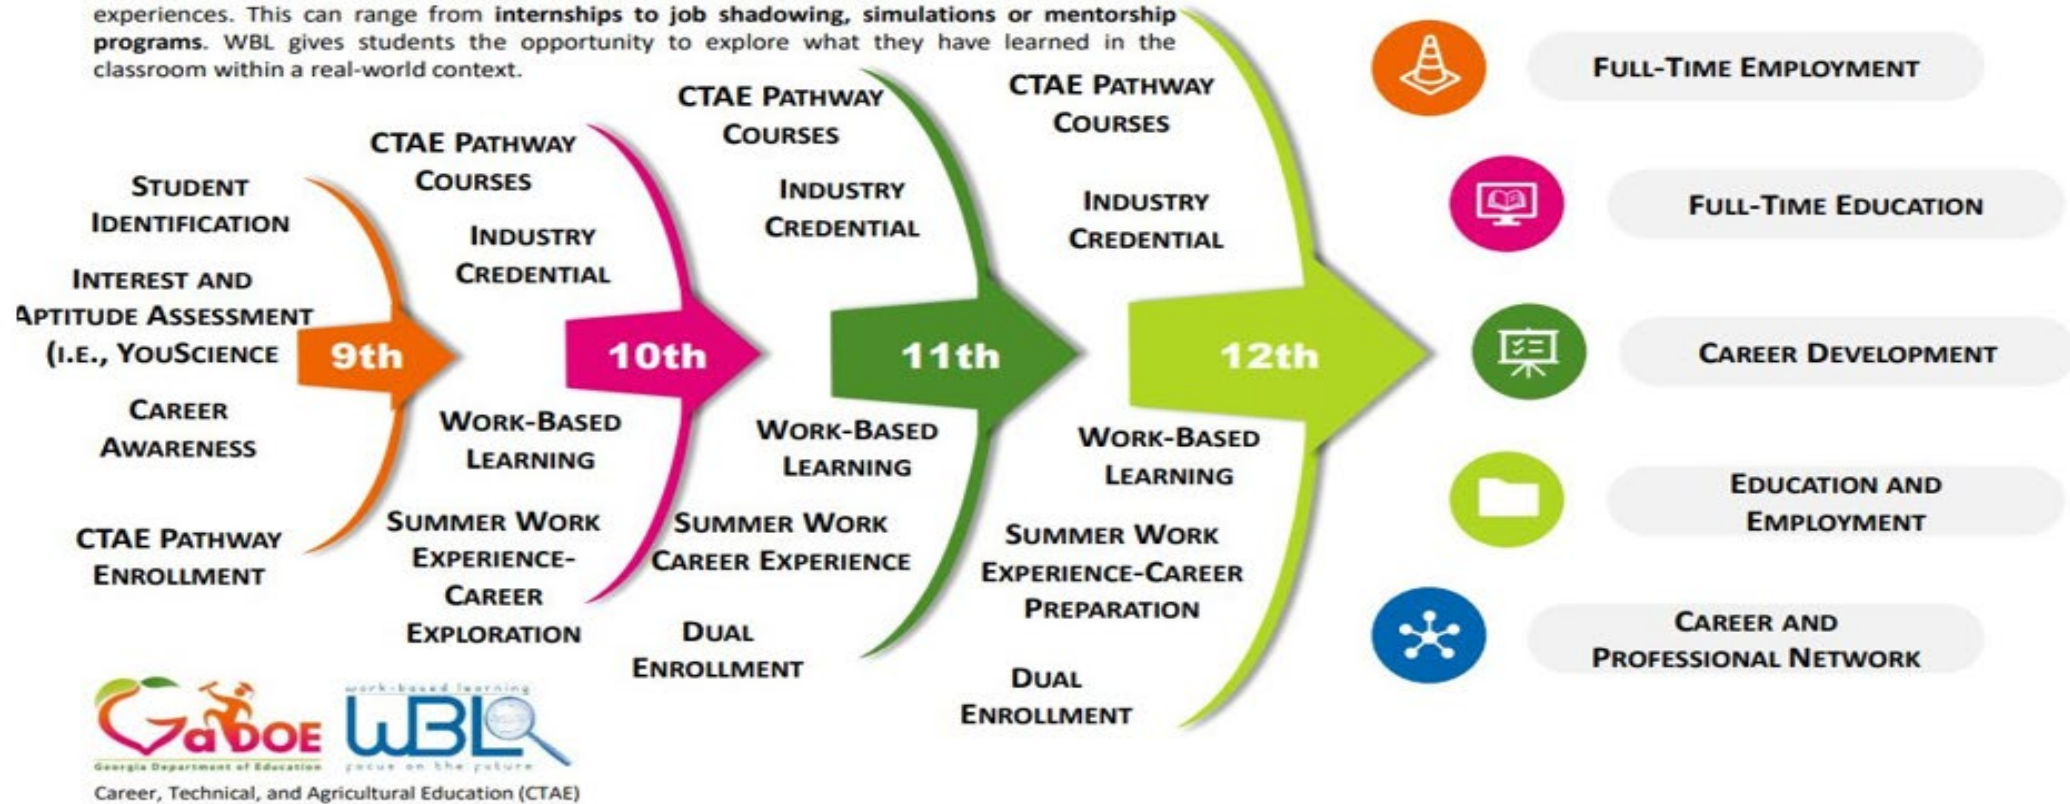 experiences. This can range from internships to job shadowing, simulations or mentorship
programs. WBL gives students the opportunity to explore what they have learned in the
classroom within a real-world context.
STUDENT
IDENTIFICATION
INTEREST AND
APTITUDE ASSESSMENT
(I.E., YOUSCIENCE
CAREER
AWARENESS
CTAE PATHWAY
ENROLLMENT
9th
CTAE PATHWAY
COURSES
INDUSTRY
CREDENTIAL
WORK-BASED
LEARNING
SUMMER WORK
EXPERIENCE-
CAREER
EXPLORATION
10th
CTAE PATHWAY
COURSES
INDUSTRY
CREDENTIAL
WORK-BASED
LEARNING
SUMMER WORK
CAREER EXPERIENCE
DUAL
ENROLLMENT
11th
CTAE PATHWAY
COURSES
INDUSTRY
CREDENTIAL
WORK-BASED
LEARNING
SUMMER WORK
EXPERIENCE-CAREER
PREPARATION
DUAL
ENROLLMENT
12th
FULL-TIME EMPLOYMENT
FULL-TIME EDUCATION
CAREER DEVELOPMENT
EDUCATION AND
EMPLOYMENT
CAREER AND
PROFESSIONAL NETWORK
GaDOE
Georgia Department of Education
work-based learning
WBL
focus on the future
Career, Technical, and Agricultural Education (CTAE)